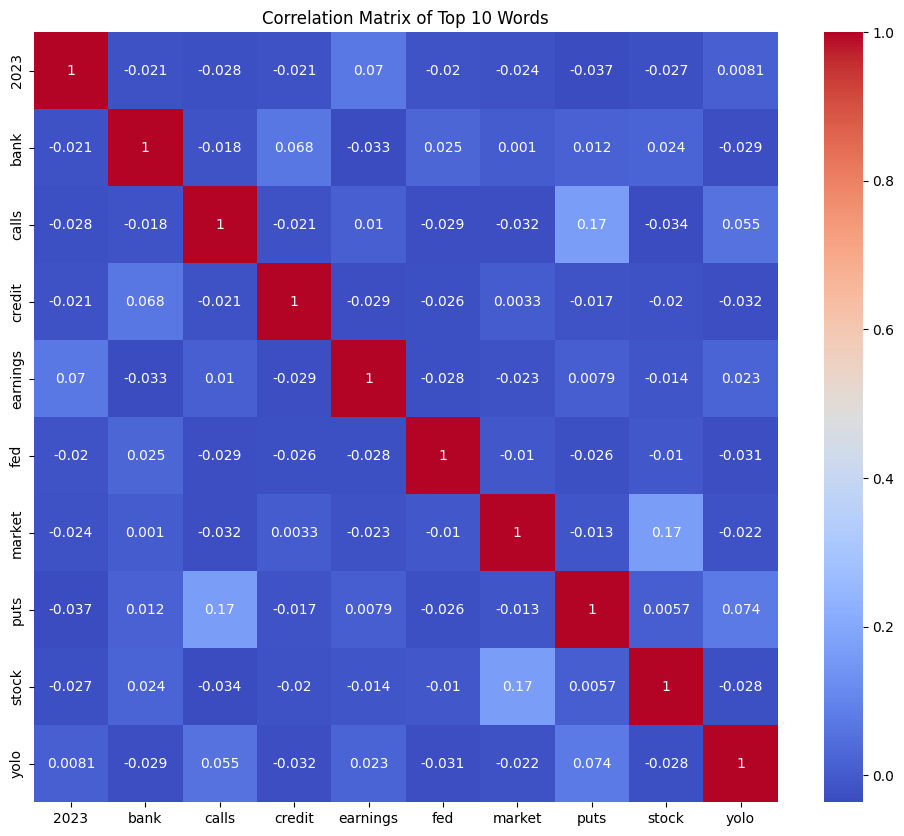 Correlation Matrix of Top 10 Words
2023 1 -0.021 -0.028 -0.021 0.07 -0.02 -0.024 -0.037 -0.027 0.0081
bank -0.021 1 -0.018 0.068 -0.033 0.025 0.001 0.012 0.024 -0.029
calls -0.028 -0.018 1 -0.021 0.01 -0.029 -0.032 0.17 -0.034 0.055
credit -0.021 0.068 -0.021 1 -0.029 -0.026 0.0033 -0.017 -0.02 -0.032
earnings 0.07 -0.033 0.01 -0.029 1 -0.028 -0.023 0.0079 -0.014 0.023
fed -0.02 0.025 -0.029 -0.026 -0.028 1 -0.01 -0.026 -0.01 -0.031
market -0.024 0.001 -0.032 0.0033 -0.023 -0.01 1 -0.013 0.17 -0.022
puts -0.037 0.012 0.17 -0.017 0.0079 -0.026 -0.013 1 0.0057 0.074
stock -0.027 0.024 -0.034 -0.02 -0.014 -0.01 0.17 0.0057 1 -0.028
yolo 0.0081 -0.029 0.055 -0.032 0.023 -0.031 -0.022 0.074 -0.028 1
2023 bank calls credit earnings fed market puts stock yolo
1.0
0.8
0.6
0.4
0.2
0.0